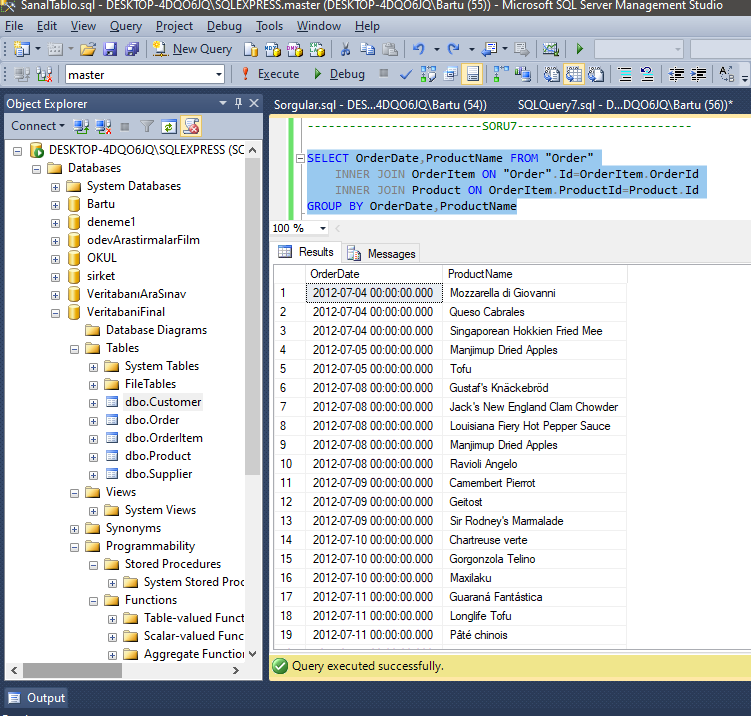 SanalTablo.sql - DESKTOP-4DQO6JQ\SQLEXPRESS.master (DESKTOP-4DQO6JQ\Bartu (55)) - Microsoft SQL Server Management Studio
File Edit View Query Project Debug Tools Window Help
New Query
master Execute Debug
Object Explorer
Connect
DESKTOP-4DQO6JQ\SQLEXPRESS (SC
Databases
System Databases
Bartu
deneme1
odevArastirmalarFilm
OKUL
sirket
VeritabanıAraSınav
VeritabaniFinal
Database Diagrams
Tables
System Tables
FileTables
dbo.Customer
dbo.Order
dbo.OrderItem
dbo.Product
dbo.Supplier
Views
System Views
Synonyms
Programmability
Stored Procedures
System Stored Proc
Functions
Table-valued Funct
Scalar-valued Func
Aggregate Function
Sorgular.sql - DES...4DQO6JQ\Bartu (54)) SQLQuery7.sql - D...DQO6JQ\Bartu (56))*
-------------------------SORU7-------------------------
SELECT OrderDate,ProductName FROM "Order"
INNER JOIN OrderItem ON "Order".Id=OrderItem.OrderId
INNER JOIN Product ON OrderItem.ProductId=Product.Id
GROUP BY OrderDate,ProductName
100 %
Results Messages
OrderDate ProductName
1 2012-07-04 00:00:00.000 Mozzarella di Giovanni
2 2012-07-04 00:00:00.000 Queso Cabrales
3 2012-07-04 00:00:00.000 Singaporean Hokkien Fried Mee
4 2012-07-05 00:00:00.000 Manjimup Dried Apples
5 2012-07-05 00:00:00.000 Tofu
6 2012-07-08 00:00:00.000 Gustaf's Knäckebröd
7 2012-07-08 00:00:00.000 Jack's New England Clam Chowder
8 2012-07-08 00:00:00.000 Louisiana Fiery Hot Pepper Sauce
9 2012-07-08 00:00:00.000 Manjimup Dried Apples
10 2012-07-08 00:00:00.000 Ravioli Angelo
11 2012-07-09 00:00:00.000 Camembert Pierrot
12 2012-07-09 00:00:00.000 Geitost
13 2012-07-09 00:00:00.000 Sir Rodney's Marmalade
14 2012-07-10 00:00:00.000 Chartreuse verte
15 2012-07-10 00:00:00.000 Gorgonzola Telino
16 2012-07-10 00:00:00.000 Maxilaku
17 2012-07-11 00:00:00.000 Guaraná Fantástica
18 2012-07-11 00:00:00.000 Longlife Tofu
19 2012-07-11 00:00:00.000 Pâté chinois
Query executed successfully.
Output